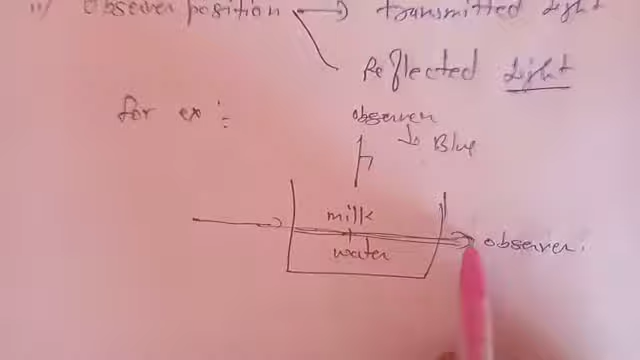 ii) Observer position → transmitted light
Reflected light
for ex :
observer
↳ Blue
milk
water
observer.